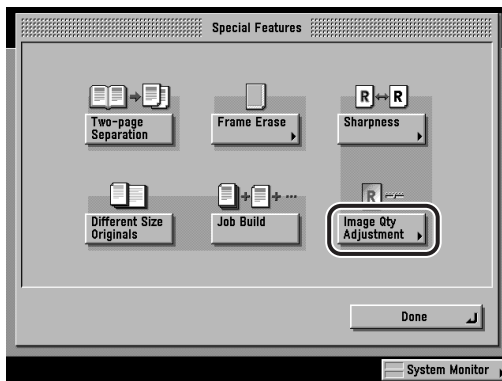 Special Features
Two-page
Separation
Frame Erase
R R
Sharpness
Different Size
Originals
+ + ...
Job Build
R
Image Qty
Adjustment
Done
System Monitor